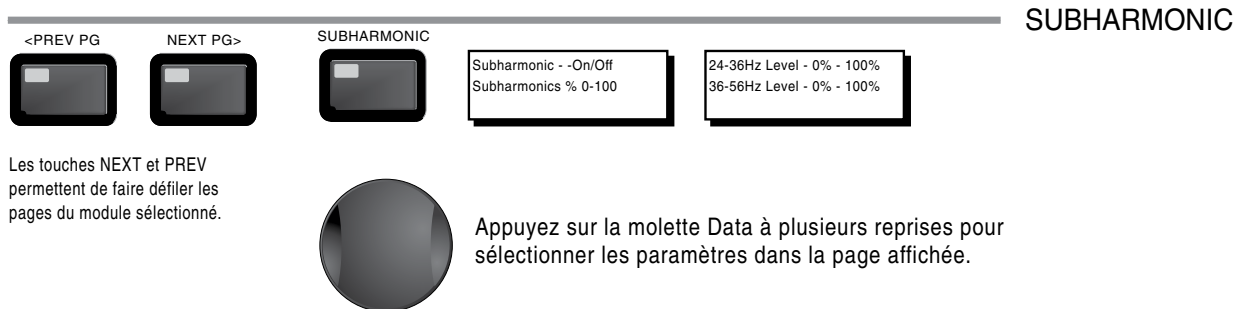 SUBHARMONIC
<PREV PG
NEXT PG>
SUBHARMONIC
Subharmonic - -On/Off
Subharmonics % 0-100
24-36Hz Level - 0% - 100%
36-56Hz Level - 0% - 100%
Les touches NEXT et PREV
permettent de faire défiler les
pages du module sélectionné.
Appuyez sur la molette Data à plusieurs reprises pour
sélectionner les paramètres dans la page affichée.